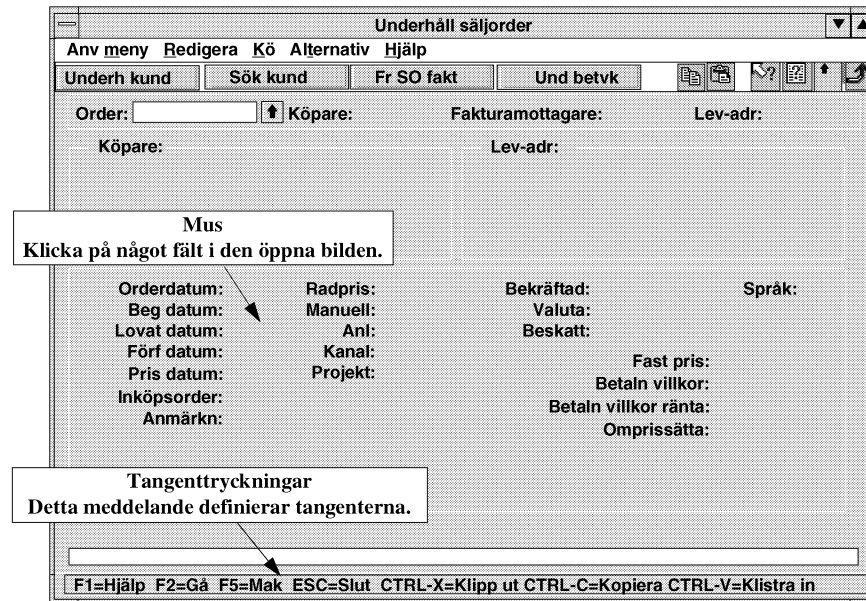 Underhåll säljorder
Anv meny Redigera Kö Alternativ Hjälp
Underh kund Sök kund Fr SO fakt Und betvk
Order: Köpare: Fakturamottagare: Lev-adr:
Köpare: Lev-adr:
Mus
Klicka på något fält i den öppna bilden.
Orderdatum: Radpris: Bekräftad: Språk:
Beg datum: Manuell: Valuta:
Lovat datum: Anl: Beskatt:
Förf datum: Kanal:
Fast pris:
Pris datum: Projekt:
Betaln villkor:
Inköpsorder:
Betaln villkor ränta:
Anmärkn:
Omprissätta:
Tangenttryckningar
Detta meddelande definierar tangenterna.
F1=Hjälp F2=Gå F5=Mak ESC=Slut CTRL-X=Klipp ut CTRL-C=Kopiera CTRL-V=Klistra in